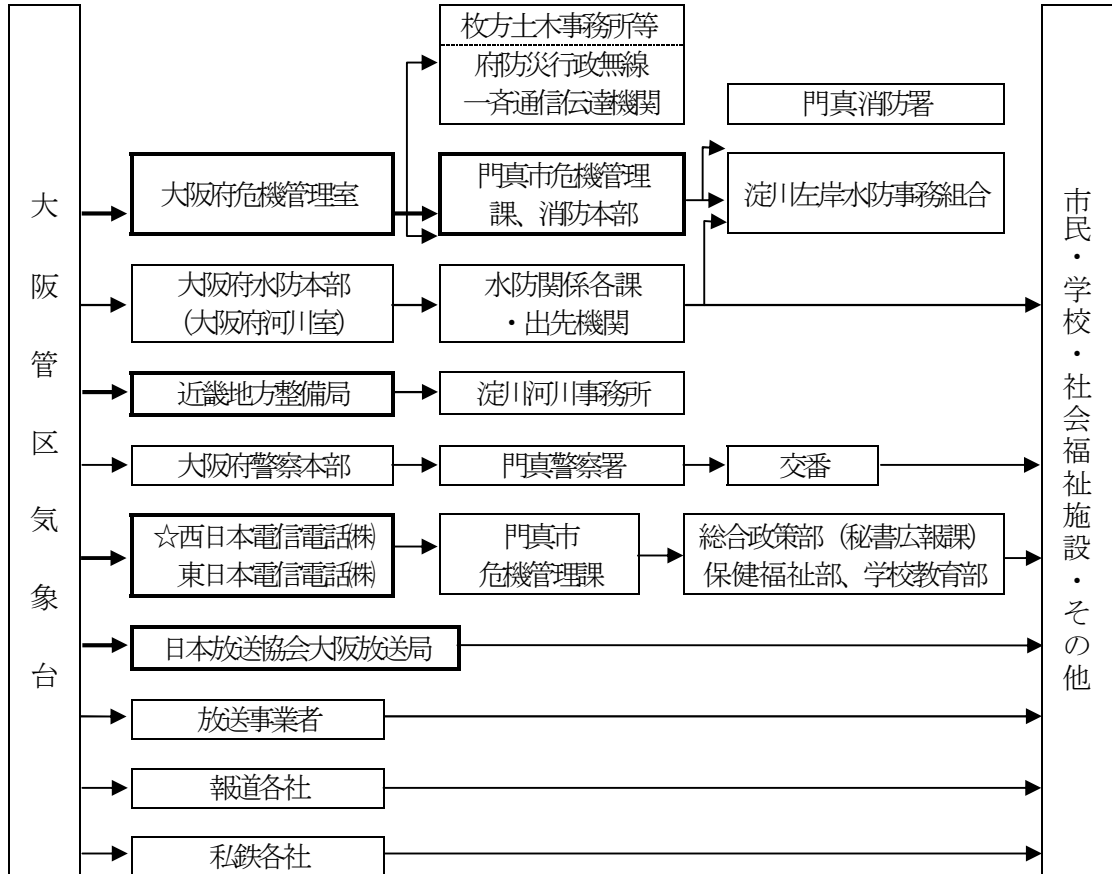 大阪管区気象台
枚方土木事務所等
府防災行政無線
一斉通信伝達機関
門真消防署
大阪府危機管理室
門真市危機管理
課、消防本部
淀川左岸水防事務組合
大阪府水防本部
(大阪府河川室)
水防関係各課
・出先機関
近畿地方整備局
淀川河川事務所
大阪府警察本部
門真警察署
交番
☆西日本電信電話㈱
東日本電信電話㈱
門真市
危機管理課
総合政策部（秘書広報課）
保健福祉部、学校教育部
日本放送協会大阪放送局
放送事業者
報道各社
私鉄各社
市民・学校・社会福祉施設・その他